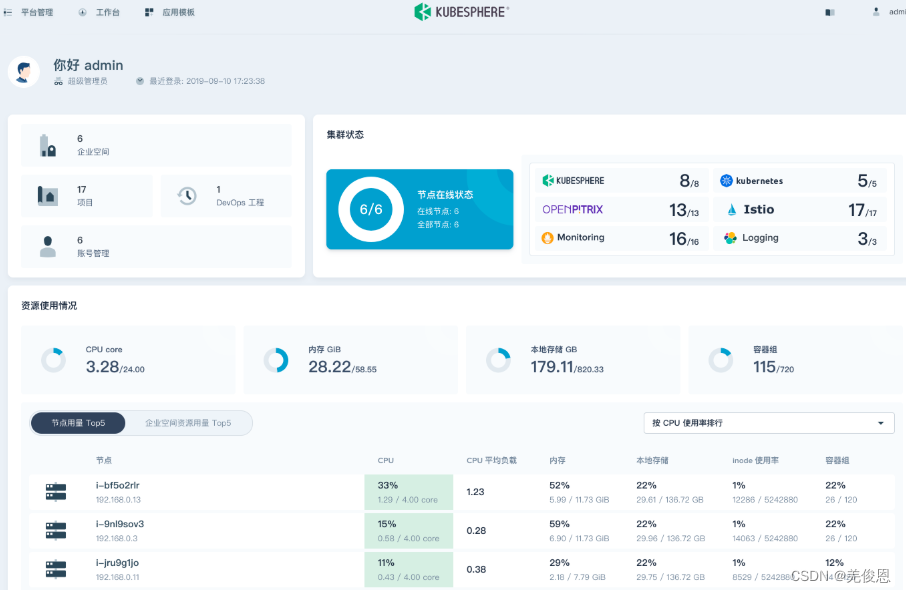 平台管理 工作台 应用模板 KUBESPHERE® admi
你好 admin
超级管理员 最近登录: 2019-09-10 17:23:38
6
企业空间
17
项目
1
DevOps 工程
6
账号管理
集群状态
6/6
节点在线状态
在线节点: 6
全部节点: 6
KUBESPHERE 8/8 kubernetes 5/5
OPENPITRIX 13/13 Istio 17/17
Monitoring 16/16 Logging 3/3
资源使用情况
CPU core
3.28/24.00
内存 GiB
28.22/58.55
本地存储 GB
179.11/820.33
容器组
115/720
节点用量 Top5 企业空间资源用量 Top5 按 CPU 使用率排行
节点 CPU CPU 平均负载 内存 本地存储 inode 使用率 容器组
i-bf5o2rlr 33% 1.23 52% 22% 1% 22%
192.168.0.13 1.29 / 4.00 core 5.99 / 11.73 GiB 29.61 / 136.72 GB 12286 / 5242880 26 / 120
i-9nl9sov3 15% 0.28 59% 22% 1% 22%
192.168.0.3 0.58 / 4.00 core 6.90 / 11.73 GiB 29.96 / 136.72 GB 14063 / 5242880 26 / 120
i-jru9g1jo 11% 0.38 29% 22% 1% 12%
192.168.0.11 0.43 / 4.00 core 2.18 / 7.79 GiB 29.75 / 136.72 GB 8529 / 5242880
CSDN @羌俊恩